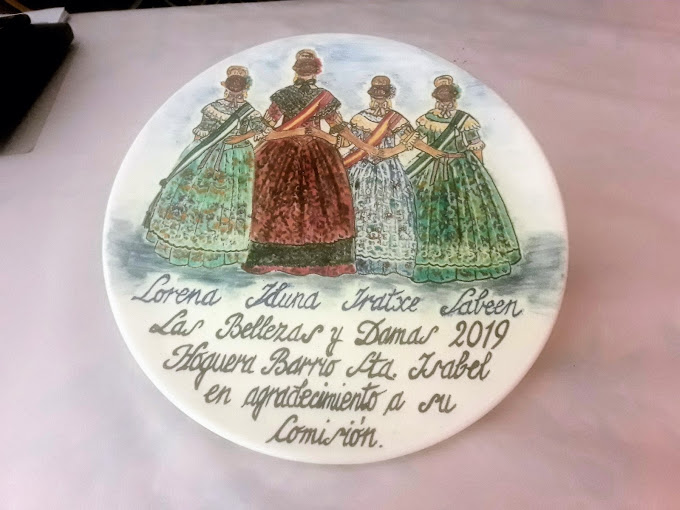 Lorena Iduna Iratxe Sabeen
Las Bellezas y Damas 2019
Hoguera Barrio Sta. Isabel
en agradecimiento a su
Comisión.